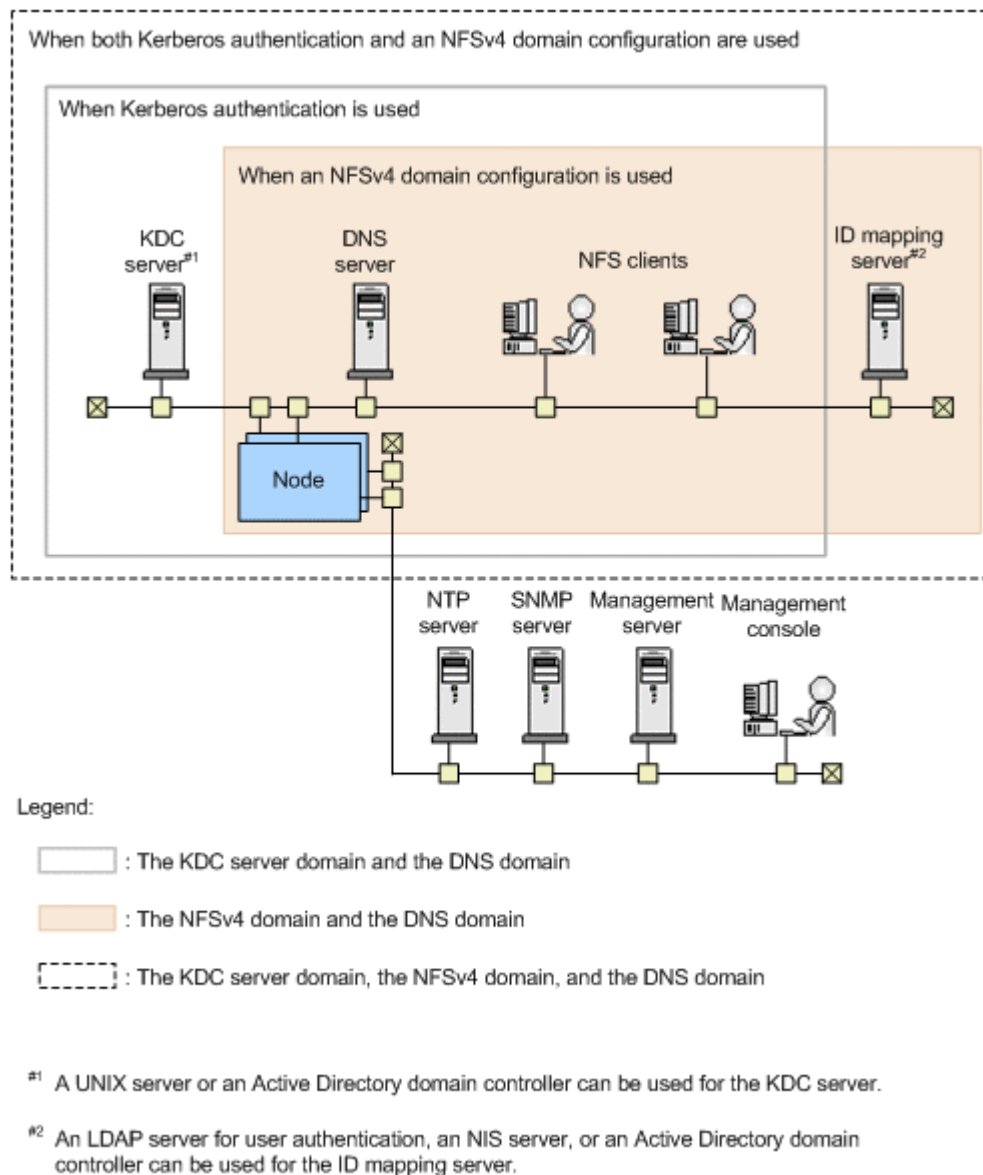 When both Kerberos authentication and an NFSv4 domain configuration are used
When Kerberos authentication is used
When an NFSv4 domain configuration is used
KDC
server#1
DNS
server
NFS clients
ID mapping
server#2
Node
NTP
server
SNMP
server
Management
server
Management
console
Legend:
: The KDC server domain and the DNS domain
: The NFSv4 domain and the DNS domain
: The KDC server domain, the NFSv4 domain, and the DNS domain
#1 A UNIX server or an Active Directory domain controller can be used for the KDC server.
#2 An LDAP server for user authentication, an NIS server, or an Active Directory domain
controller can be used for the ID mapping server.